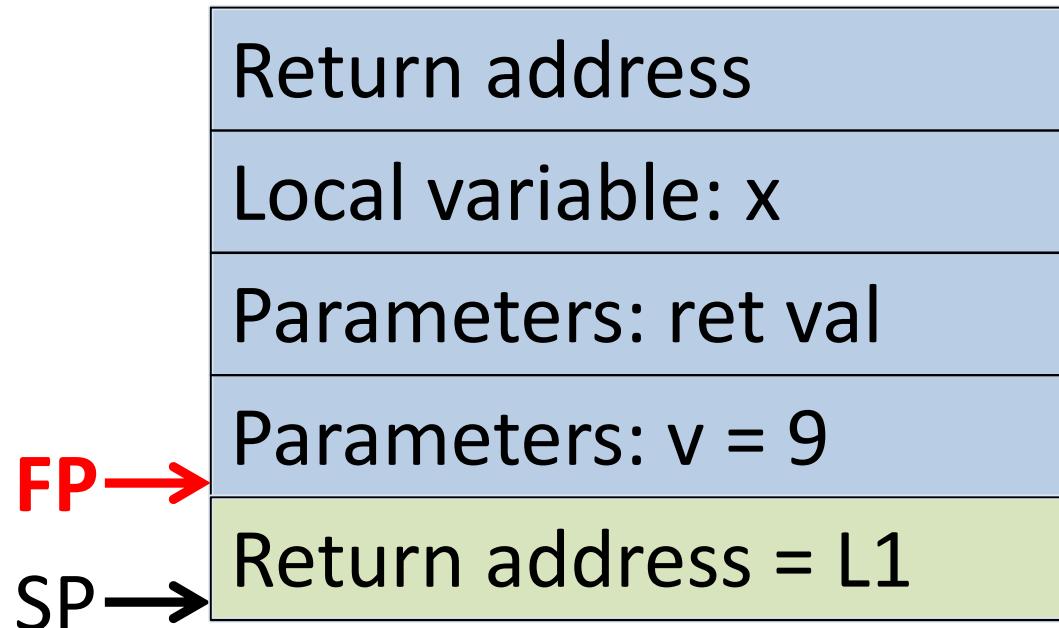 Return address
Local variable: x
Parameters: ret val
Parameters: v = 9
FP
Return address = L1
SP